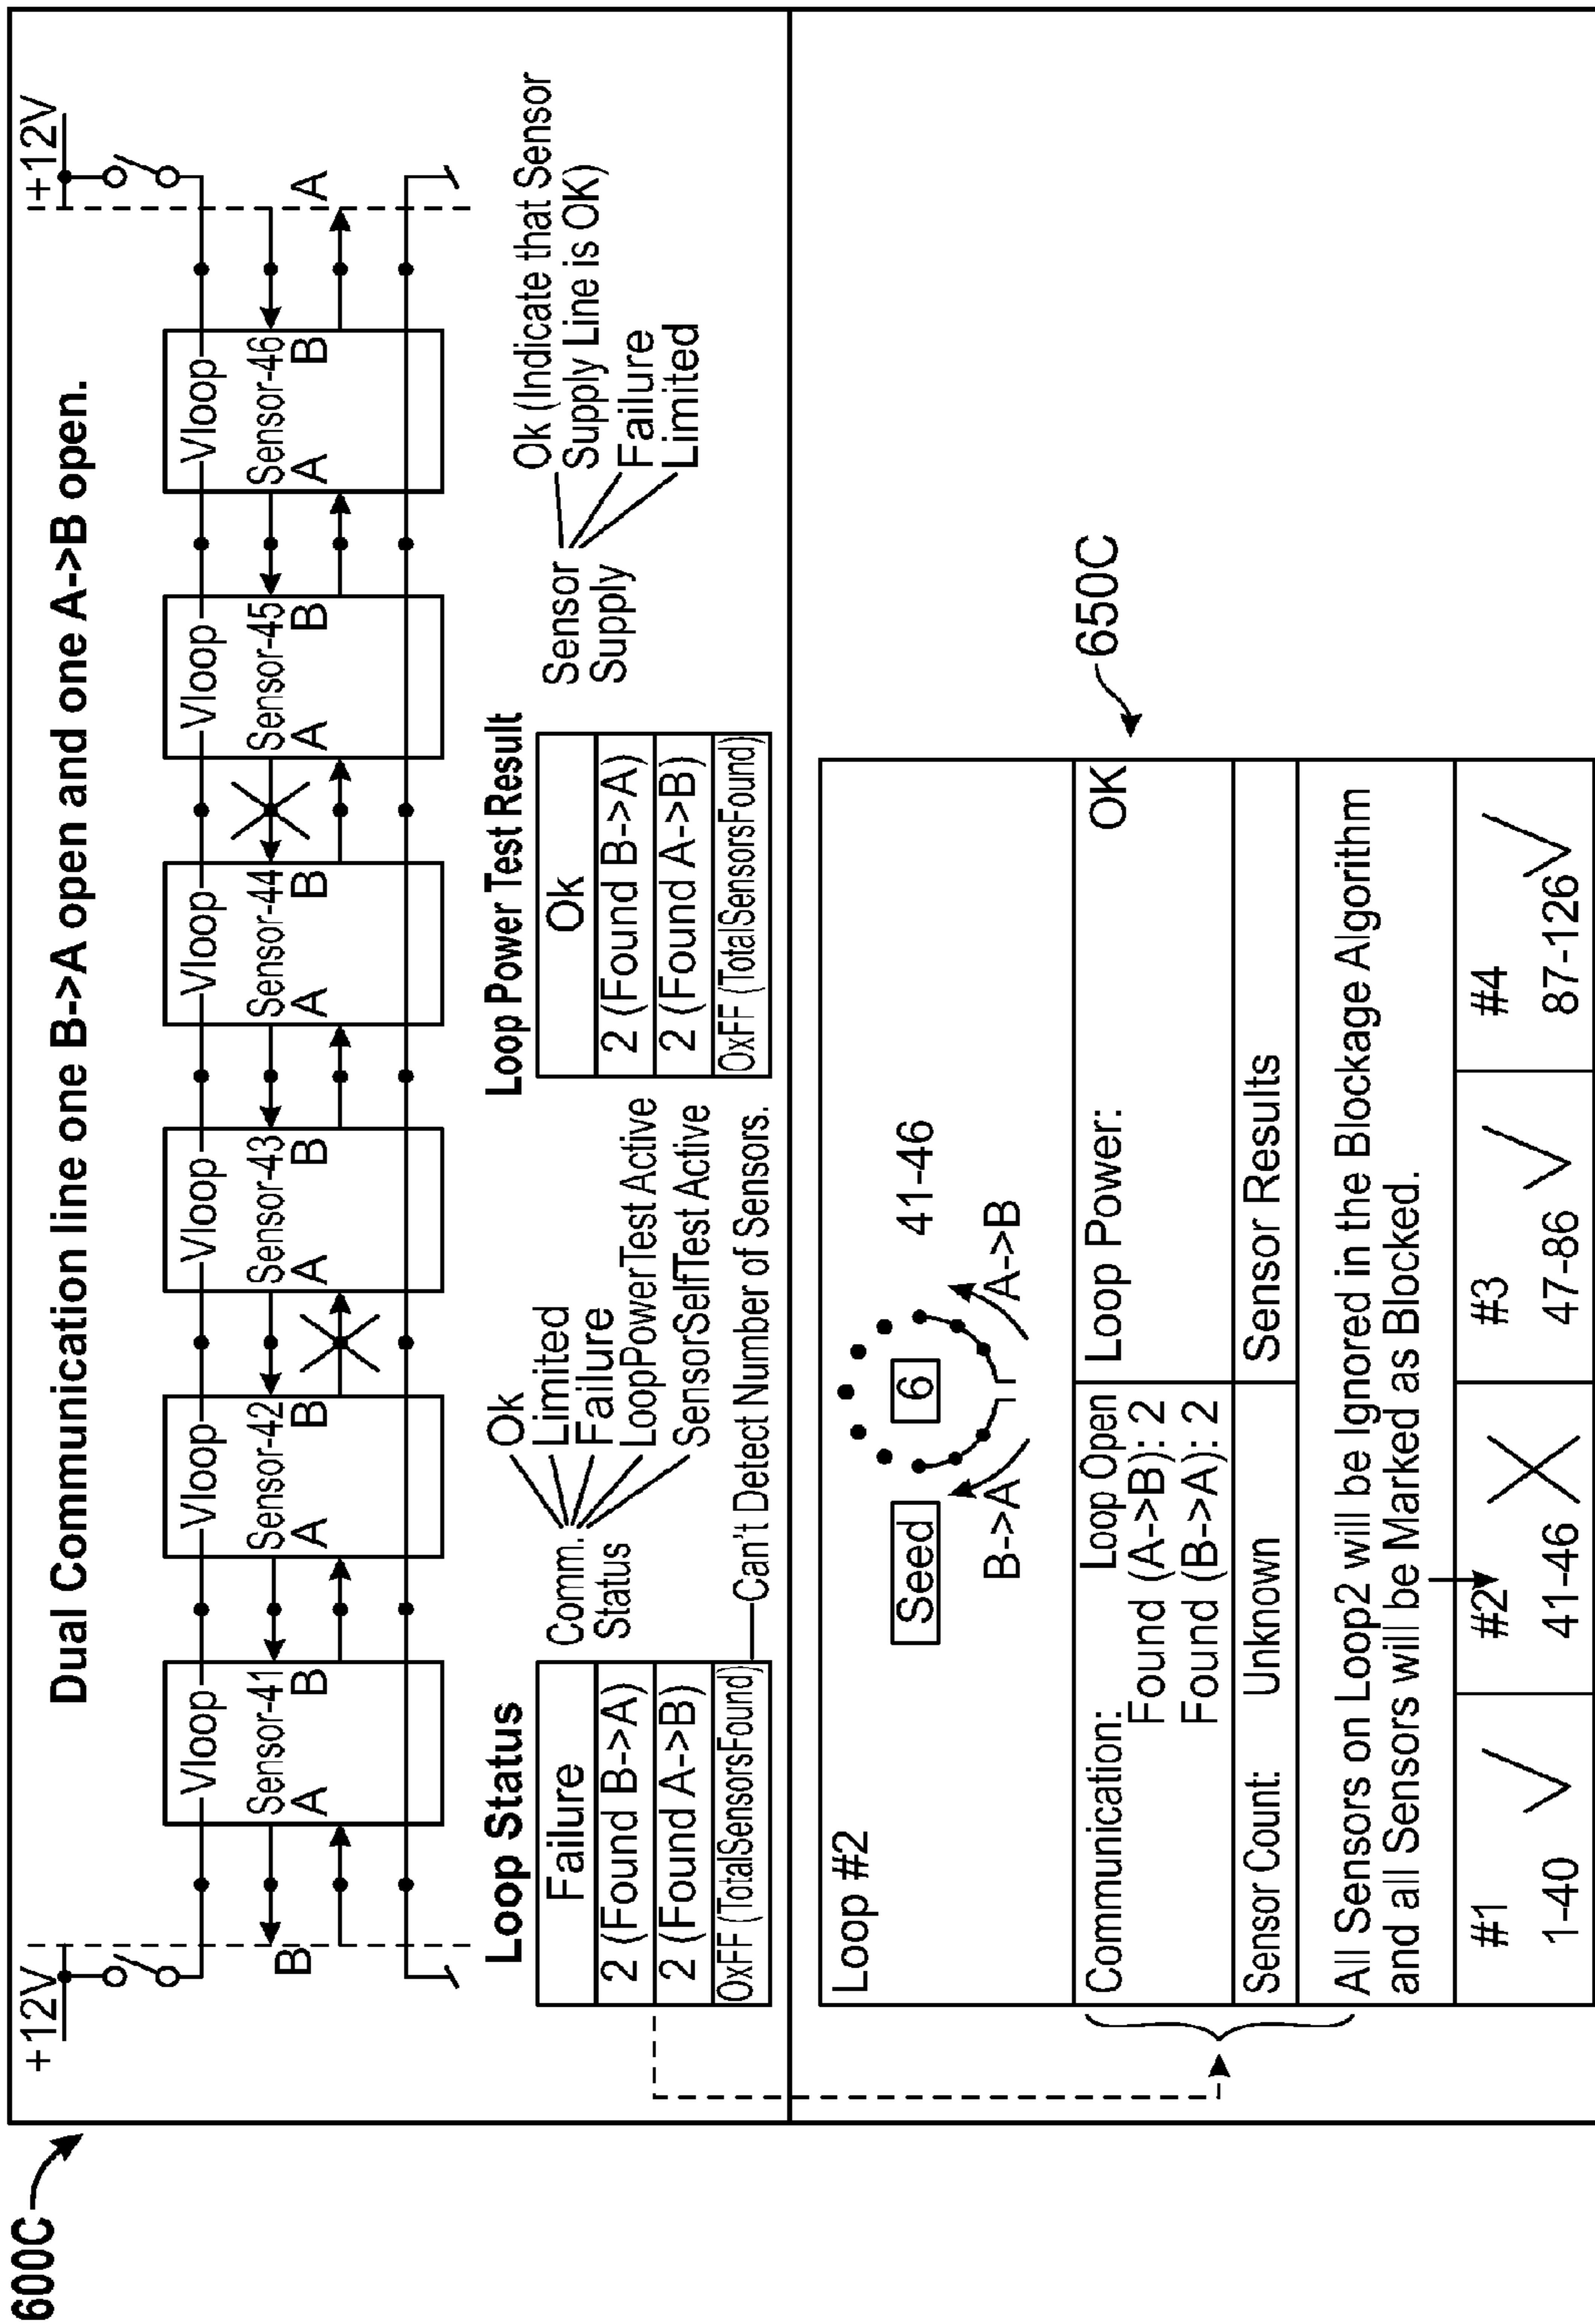 600C
Dual Communication line one B->A open and one A->B open.
+12V
+12V
Vloop
Vloop
Vloop
Vloop
Vloop
Vloop
Sensor-41
Sensor-42
Sensor-43
Sensor-44
Sensor-45
Sensor-46
B
A B
A B
A B
A B
A B
A B
A
Loop Status
Failure
2 (Found B->A)
2 (Found A->B)
OxFF (TotalSensorsFound)
Comm.
Status
Ok
Limited
Failure
LoopPowerTest Active
SensorSelfTest Active
Can't Detect Number of Sensors.
Loop Power Test Result
Ok
2 (Found B->A)
2 (Found A->B)
OxFF (TotalSensorsFound)
Sensor
Supply
Ok (Indicate that Sensor
Supply Line is OK)
Failure
Limited
650C
Loop #2
Seed
6
41-46
B->A
A->B
Communication: Loop Open
Found (A->B): 2
Found (B->A): 2
Loop Power: OK
Sensor Count: Unknown
Sensor Results
All Sensors on Loop2 will be Ignored in the Blockage Algorithm
and all Sensors will be Marked as Blocked.
#1
1-40
#2
41-46
#3
47-86
#4
87-126